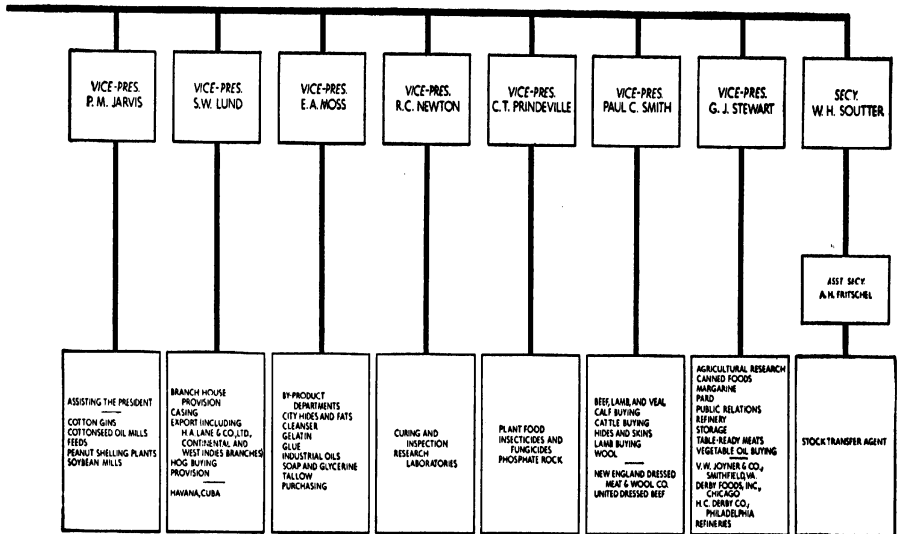 VICE-PRES.
P. M. JARVIS
VICE-PRES.
S.W. LUND
VICE-PRES.
E. A. MOSS
VICE-PRES.
R. C. NEWTON
VICE-PRES.
C. T. PRINDEVILLE
VICE-PRES.
PAUL C. SMITH
VICE-PRES.
G. J. STEWART
SECY.
W. H. SOUTTER
ASST SECY.
A. H. FRITSCHEL
ASSISTING THE PRESIDENT
COTTON GINS
COTTONSEED OIL MILLS
FEEDS
PEANUT SHELLING PLANTS
SOYBEAN MILLS
BRANCH HOUSE
PROVISION
CASING
EXPORT (INCLUDING
H. A. LANE & CO., LTD.,
CONTINENTAL AND
WEST INDIES BRANCHES)
HOG BUYING
PROVISION
HAVANA, CUBA
BY-PRODUCT
DEPARTMENTS
CITY HIDES AND FATS
CLEANSER
GELATIN
GLUE
INDUSTRIAL OILS
SOAP AND GLYCERINE
TALLOW
PURCHASING
CURING AND
INSPECTION
RESEARCH
LABORATORIES
PLANT FOOD
INSECTICIDES AND
FUNGICIDES
PHOSPHATE ROCK
BEEF, LAMB, AND VEAL
CALF BUYING
CATTLE BUYING
HIDES AND SKINS
LAMB BUYING
WOOL
NEW ENGLAND DRESSED
MEAT & WOOL CO.
UNITED DRESSED BEEF
AGRICULTURAL RESEARCH
CANNED FOODS
MARGARINE
PARD
PUBLIC RELATIONS
REFINERY
STORAGE
TABLE-READY MEATS
VEGETABLE OIL BUYING
V. W. JOYNER & CO.,
SMITHFIELD, VA.
DERBY FOODS, INC.,
CHICAGO
H. C. DERBY CO.,
PHILADELPHIA
REFINERIES
STOCK TRANSFER AGENT